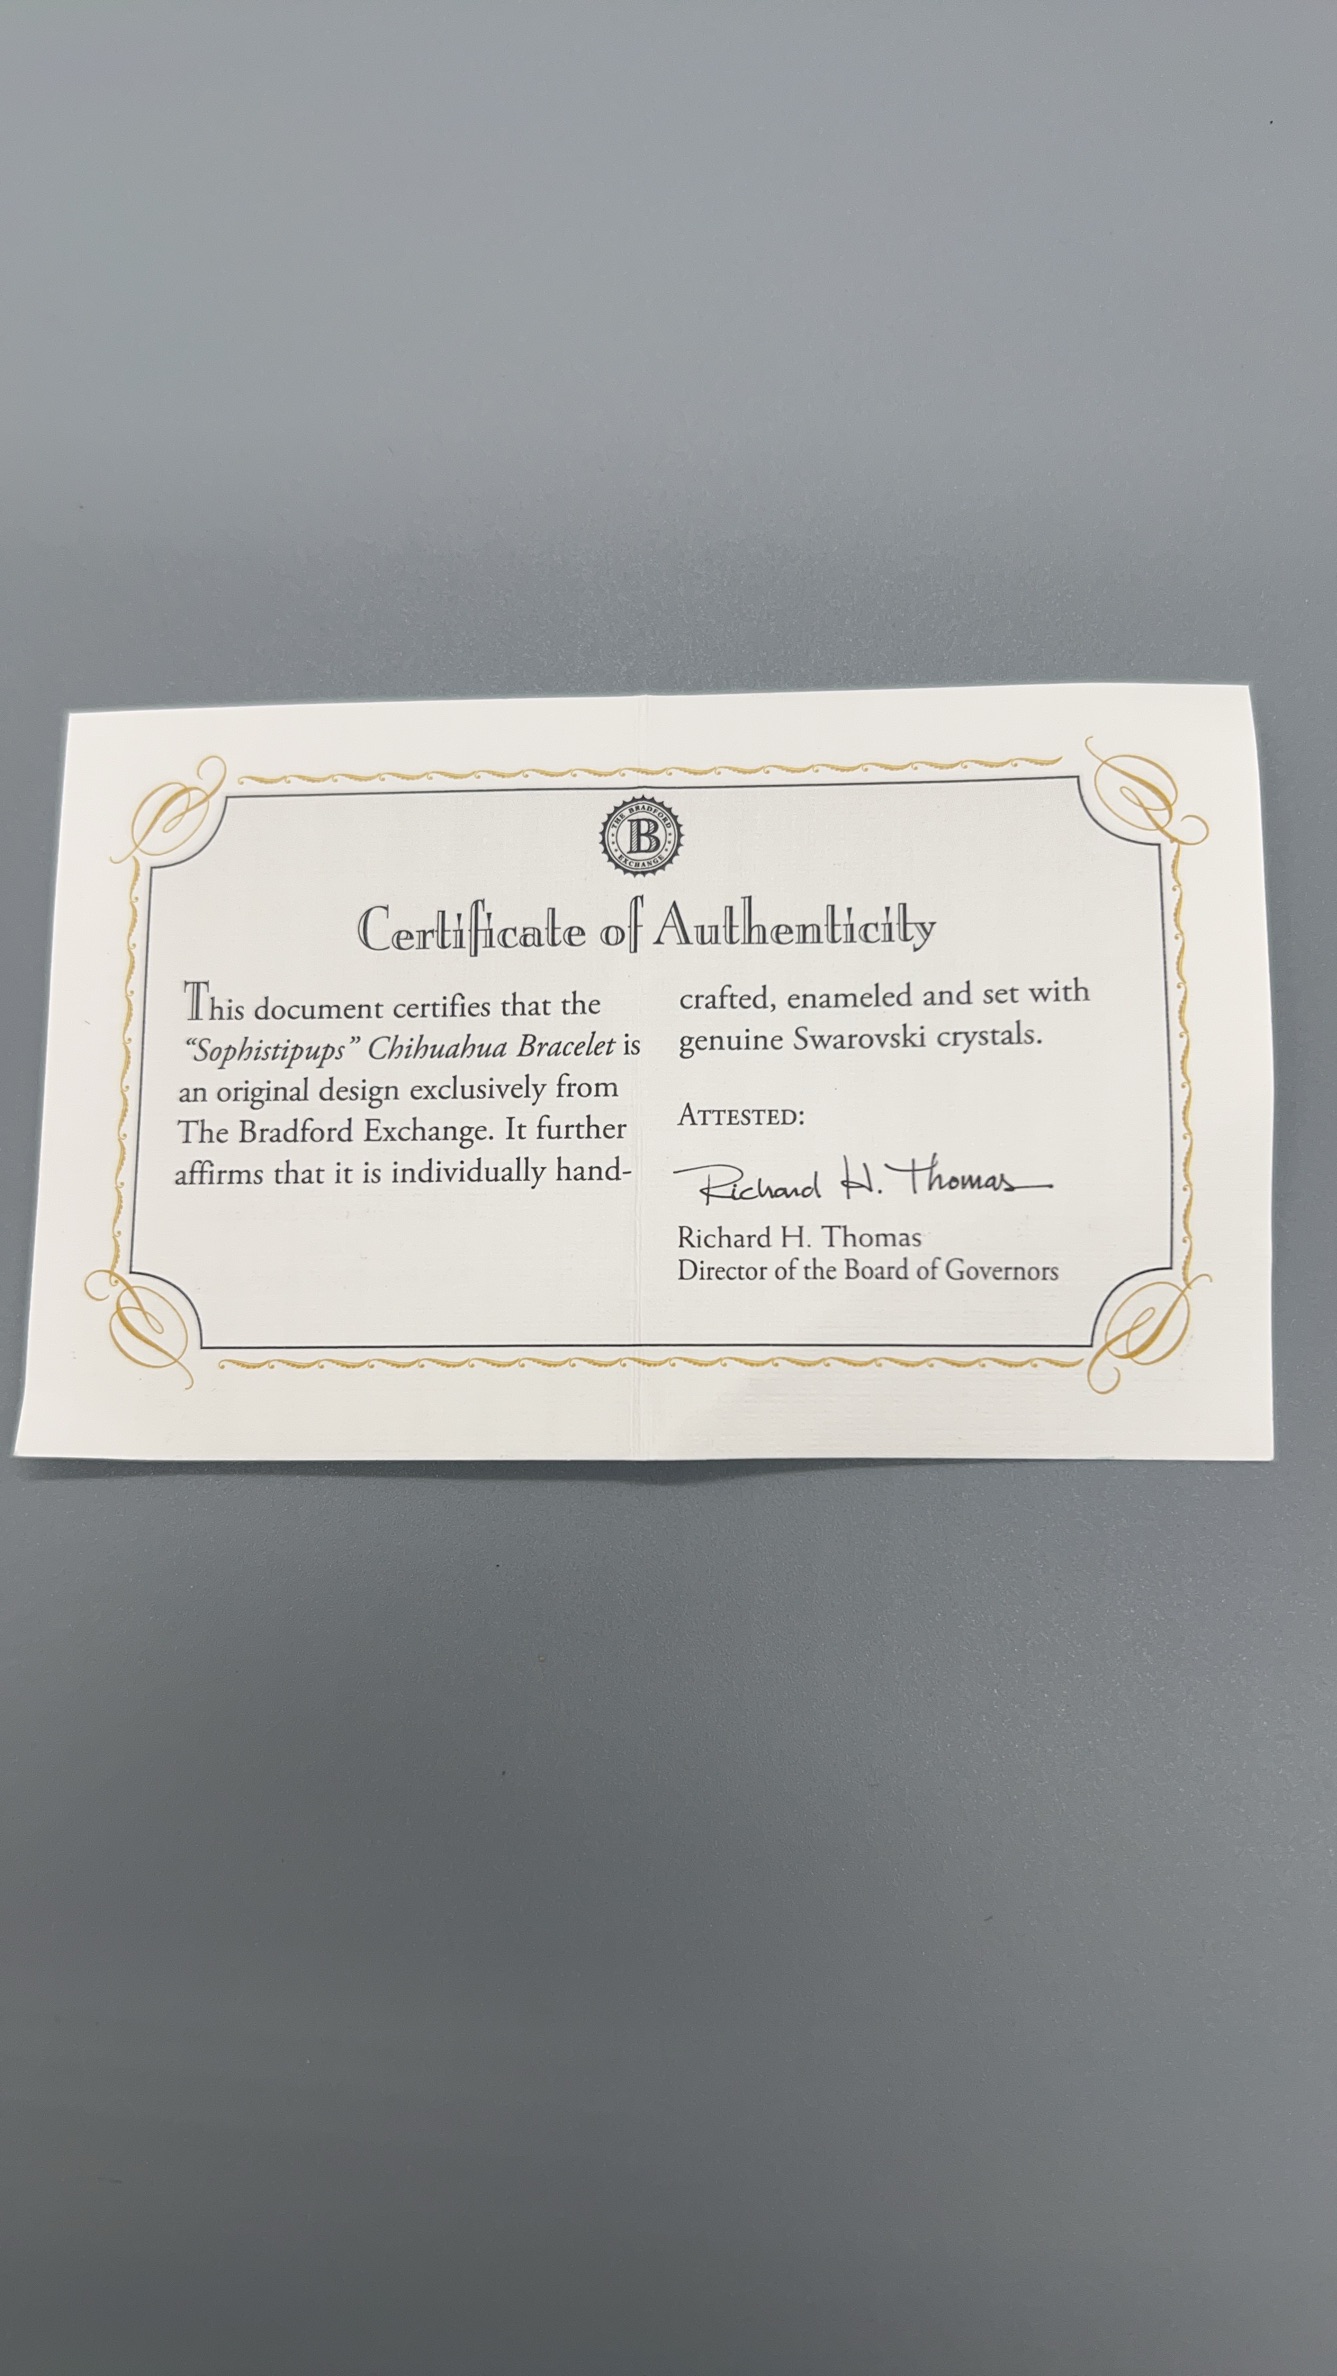 THE BRADFORD
B
EXCHANGE
Certificate of Authenticity
This document certifies that the
“Sophistipups” Chihuahua Bracelet is
an original design exclusively from
The Bradford Exchange. It further
affirms that it is individually hand-
crafted, enameled and set with
genuine Swarovski crystals.
ATTESTED:
Richard H. Thomas
Richard H. Thomas
Director of the Board of Governors